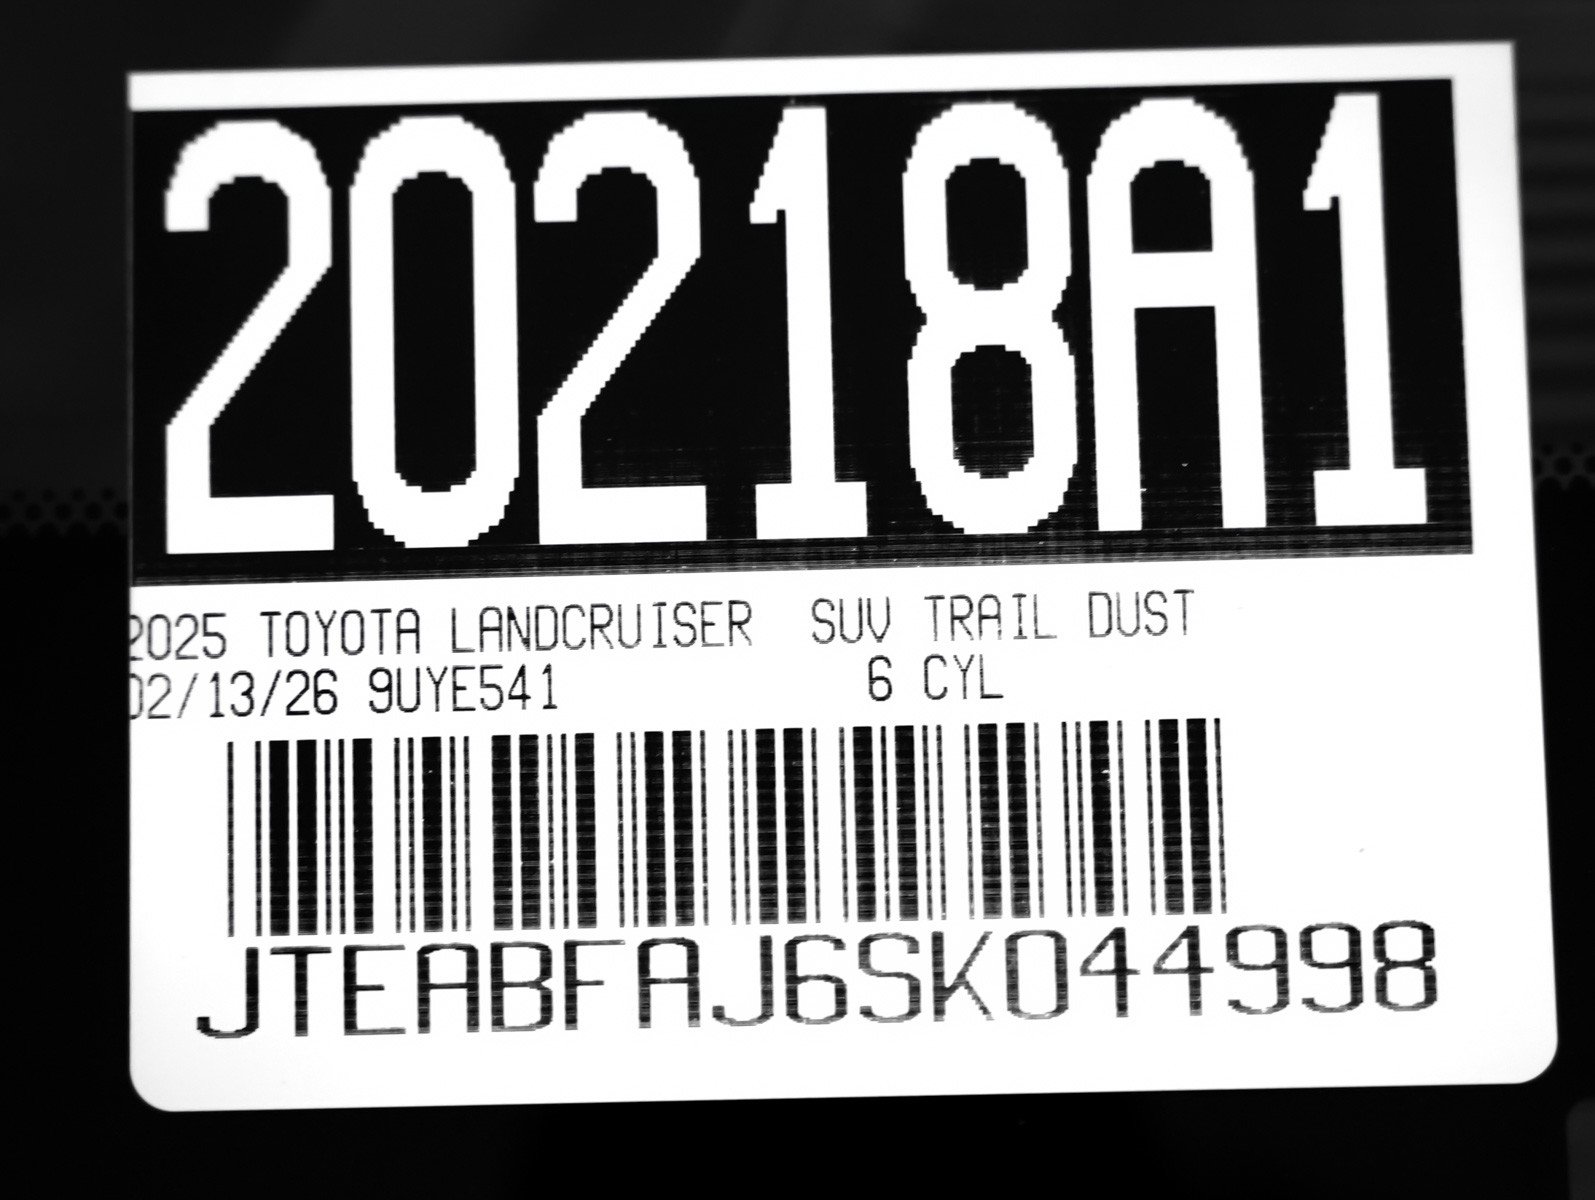 20218A1
2025 TOYOTA LANDCRUISER SUV TRAIL DUST
02/13/26 9UYE541 6 CYL
JTEABFAJ6SK044998